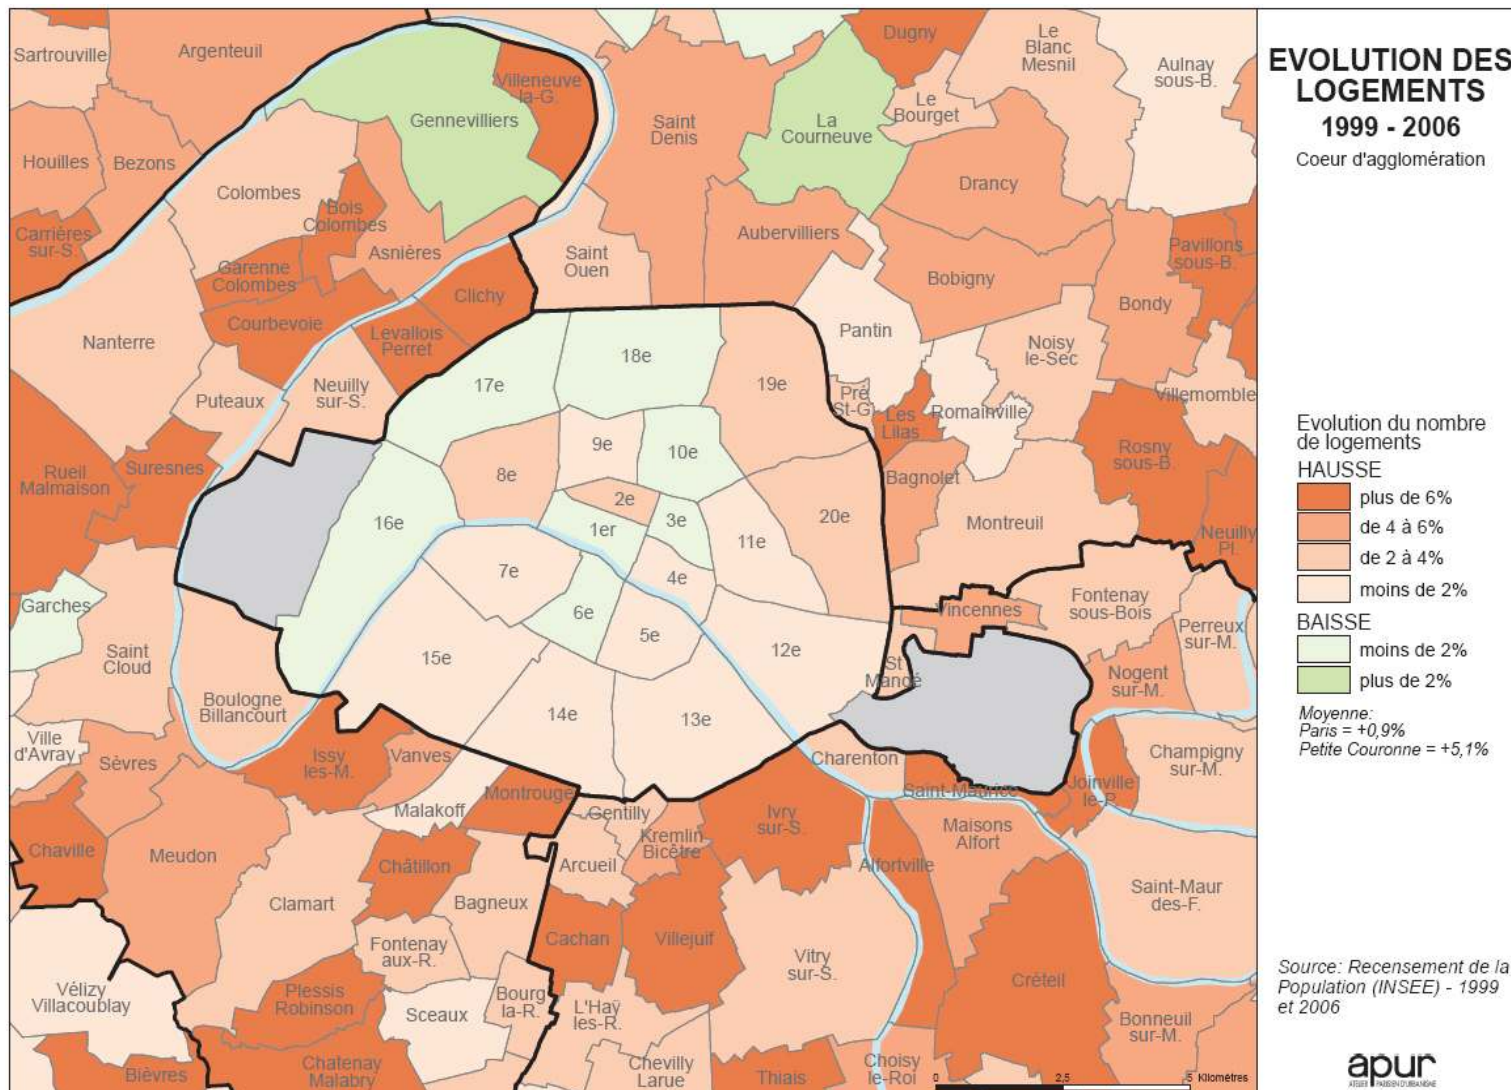 Sartrouville
Argenteuil
Villeneuve
la-G.
Gennevilliers
Houilles
Bezons
Colombes
Bois
Colombes
Carrières
sur-S.
Garenne
Colombes
Asnières
Courbevoie
Clichy
Levallois
Perret
Nanterre
Puteaux
Neuilly
sur-S.
Rueil
Malmaison
Suresnes
Garches
Saint
Cloud
Boulogne
Billancourt
Ville
d'Avray
Sèvres
Chaville
Meudon
Vélizy
Villacoublay
Bièvres
Issy
les-M.
Vanves
Malakoff
Montrouge
Châtillon
Clamart
Bagneux
Fontenay
aux-R.
Plessis
Robinson
Sceaux
Bourg
la-R.
Chatenay
Malabry
Saint
Denis
La
Courneuve
Dugny
Le
Bourget
Le
Blanc
Mesnil
Aulnay
sous-B.
Drancy
Aubervilliers
Saint
Ouen
Bobigny
Pavillons
sous-B.
Bondy
Pantin
Noisy
le-Sec
Pré
St-G.
Les
Lilas
Romainville
Villemomble
Rosny
sous-B.
Bagnolet
Montreuil
Neuilly
Pl.
17e
18e
19e
8e
9e
10e
2e
1er
3e
16e
11e
20e
7e
4e
6e
5e
12e
15e
14e
13e
Vincennes
Fontenay
sous-Bois
Perreux
sur-M.
St
Mandé
Nogent
sur-M.
Charenton
Saint-Maurice
Joinville
le-P.
Champigny
sur-M.
Gentilly
Kremlin
Bicêtre
Ivry
sur-S.
Arcueil
Alfortville
Maisons
Alfort
Saint-Maur
des-F.
Cachan
Villejuif
Vitry
sur-S.
Créteil
L'Haÿ
les-R.
Chevilly
Larue
Thiais
Choisy
le-Roi
Bonneuil
sur-M.
0 2,5 5 Kilomètres
EVOLUTION DES
LOGEMENTS
1999 - 2006
Coeur d'agglomération
Evolution du nombre
de logements
HAUSSE
plus de 6%
de 4 à 6%
de 2 à 4%
moins de 2%
BAISSE
moins de 2%
plus de 2%
Moyenne:
Paris = +0,9%
Petite Couronne = +5,1%
Source: Recensement de la
Population (INSEE) - 1999
et 2006
apur
ATELIER PARISIEN D'URBANISME